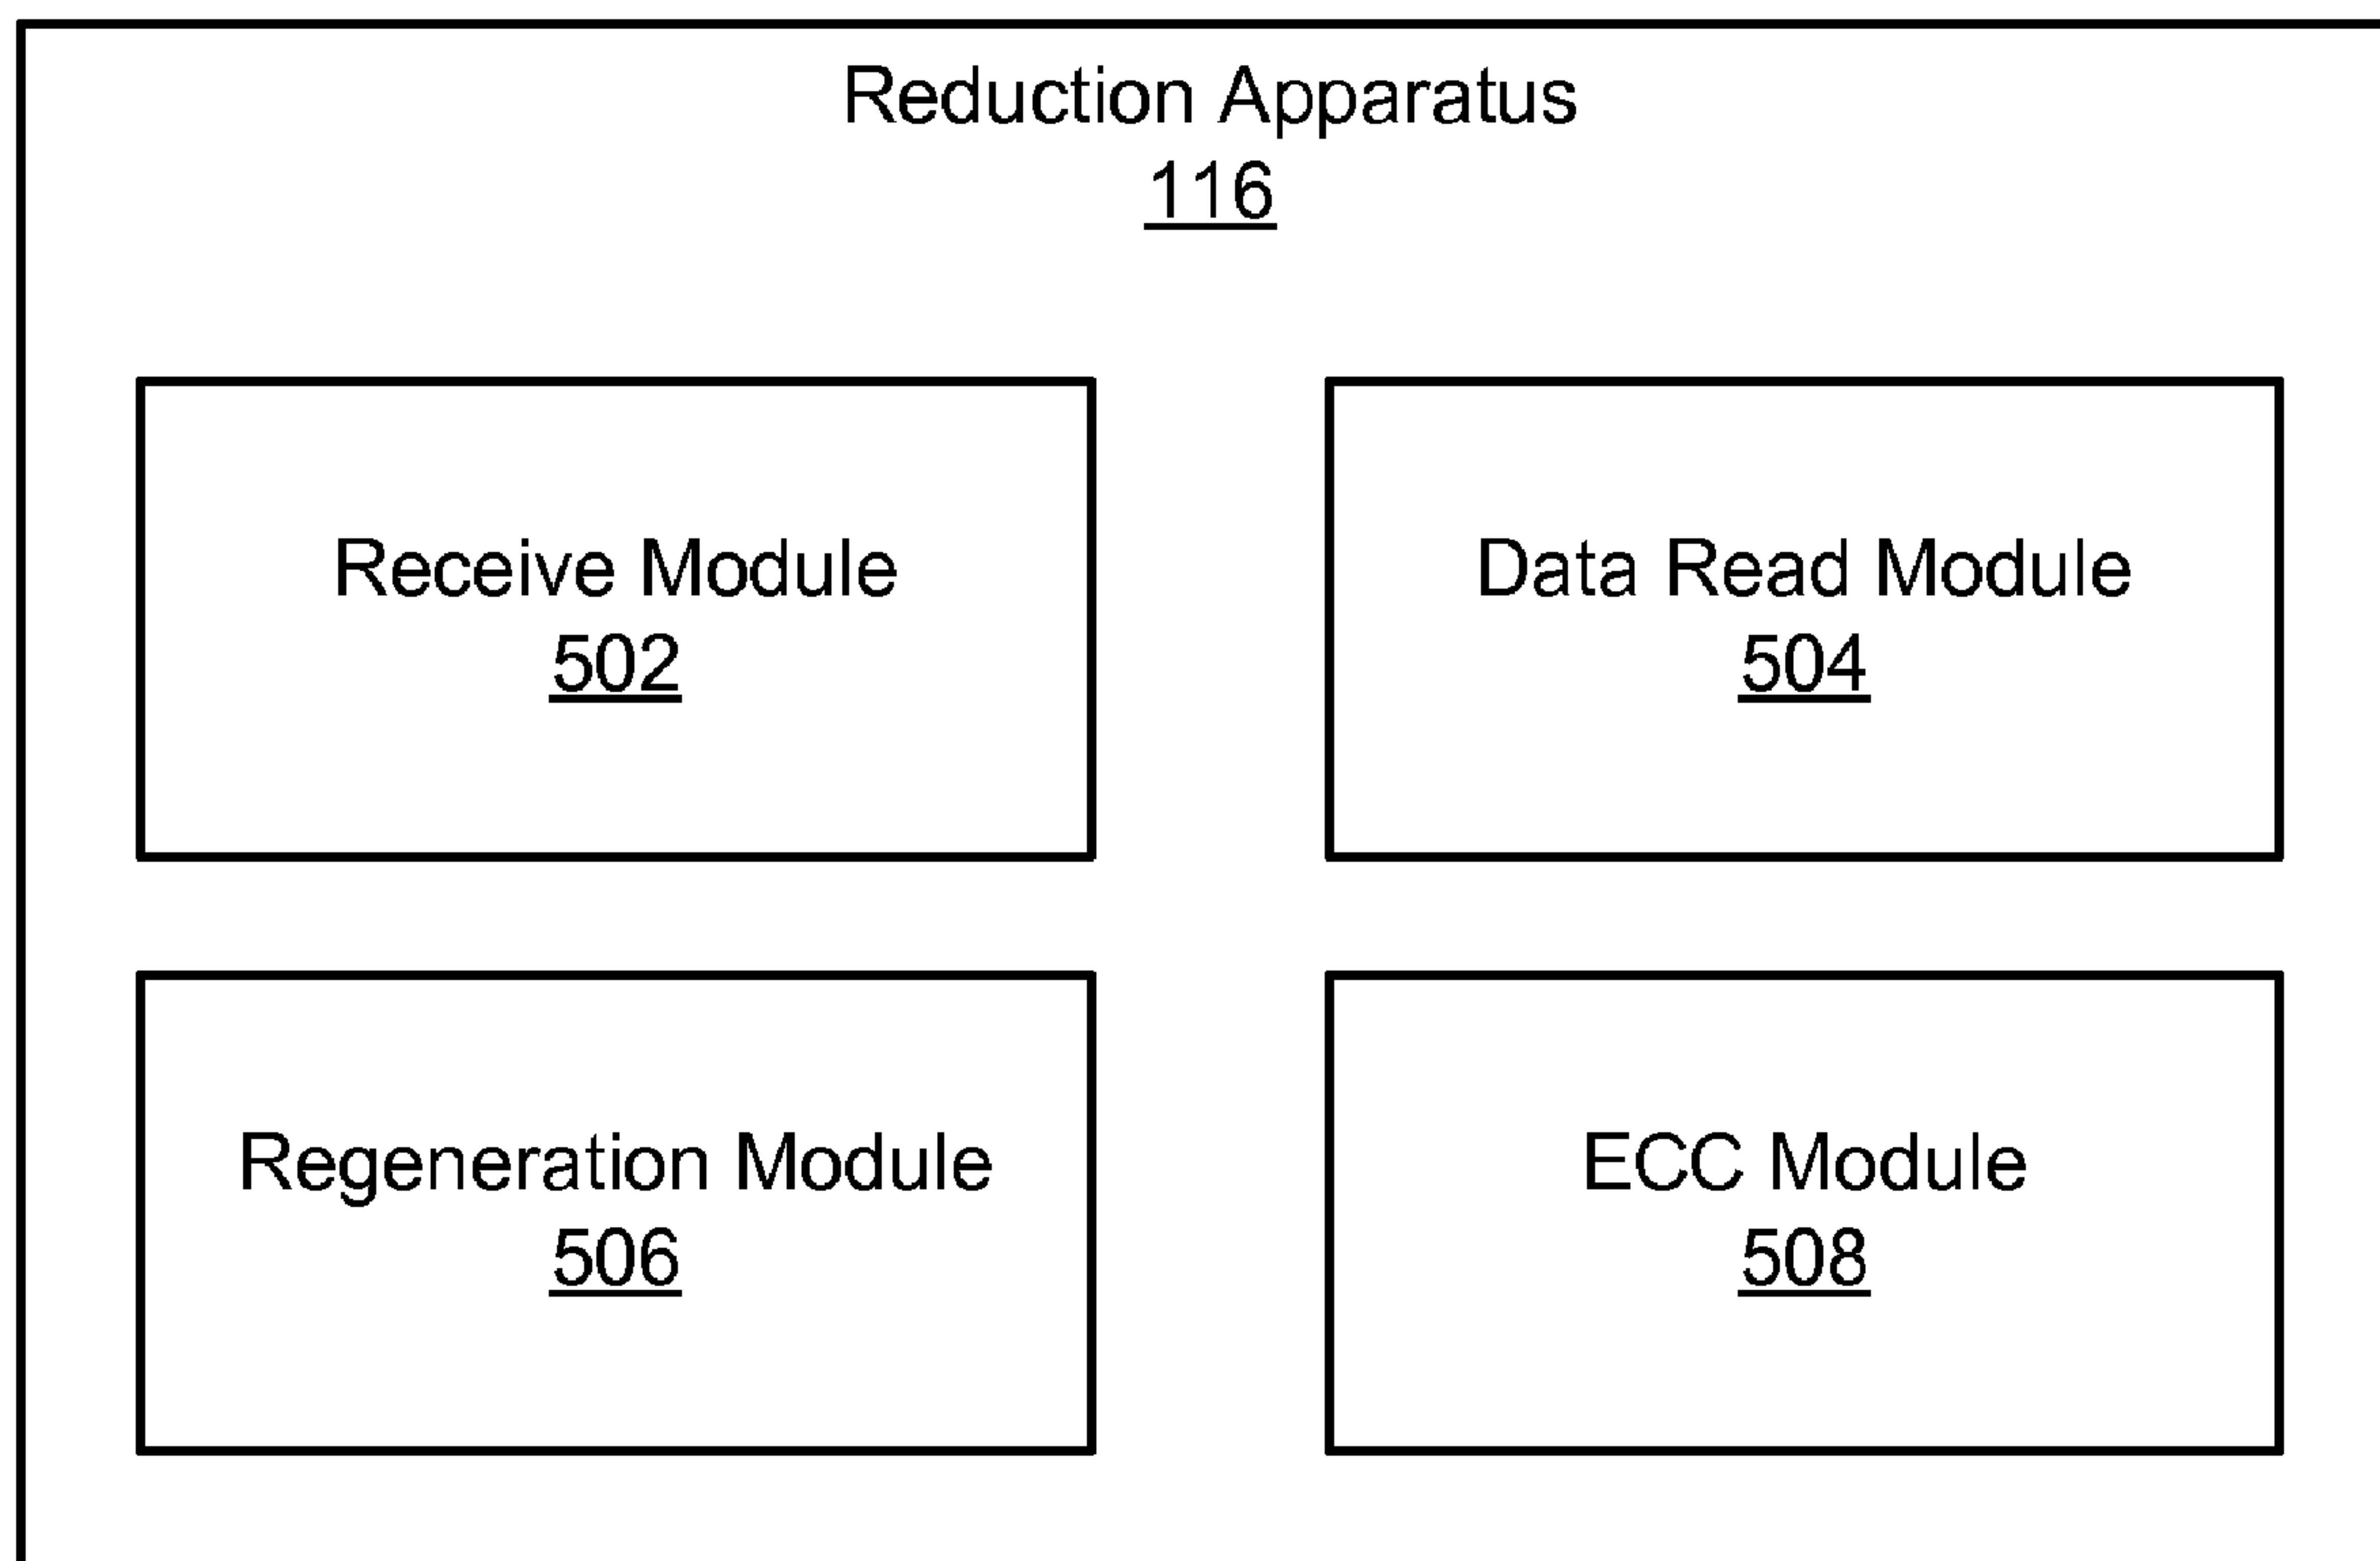 Reduction Apparatus
116
Receive Module
502
Data Read Module
504
Regeneration Module
506
ECC Module
508